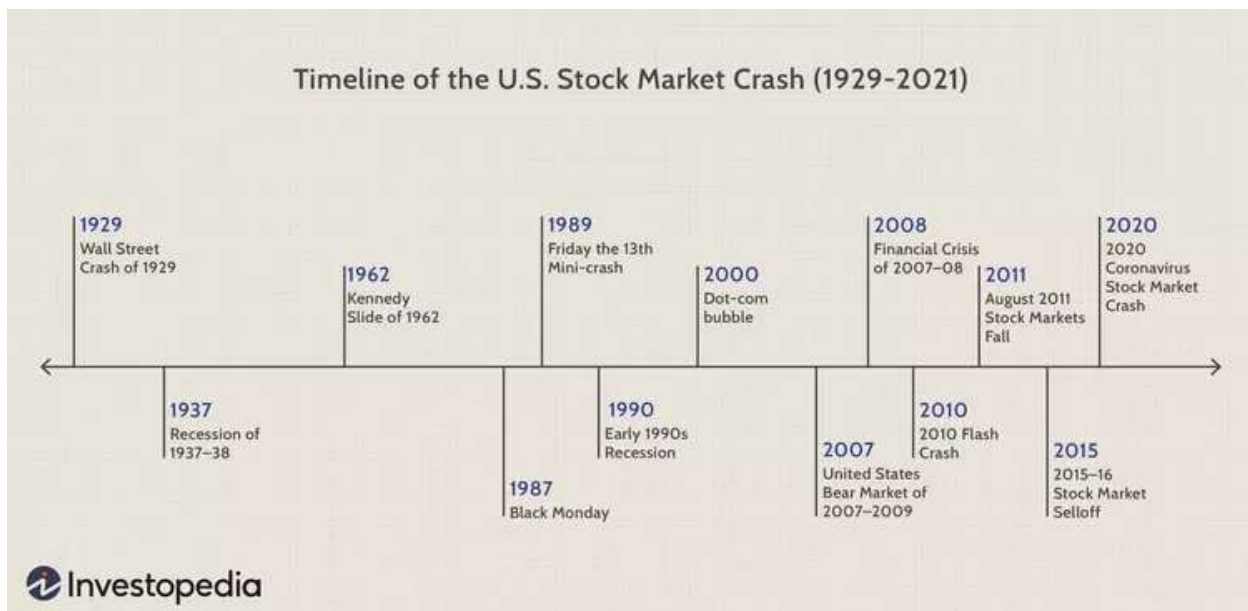 Timeline of the U.S. Stock Market Crash (1929-2021)
1929
Wall Street
Crash of 1929
1937
Recession of
1937–38
1962
Kennedy
Slide of 1962
1987
Black Monday
1989
Friday the 13th
Mini-crash
1990
Early 1990s
Recession
2000
Dot-com
bubble
2007
United States
Bear Market of
2007–2009
2008
Financial Crisis
of 2007–08
2010
2010 Flash
Crash
2011
August 2011
Stock Markets
Fall
2015
2015–16
Stock Market
Selloff
2020
2020
Coronavirus
Stock Market
Crash
Investopedia